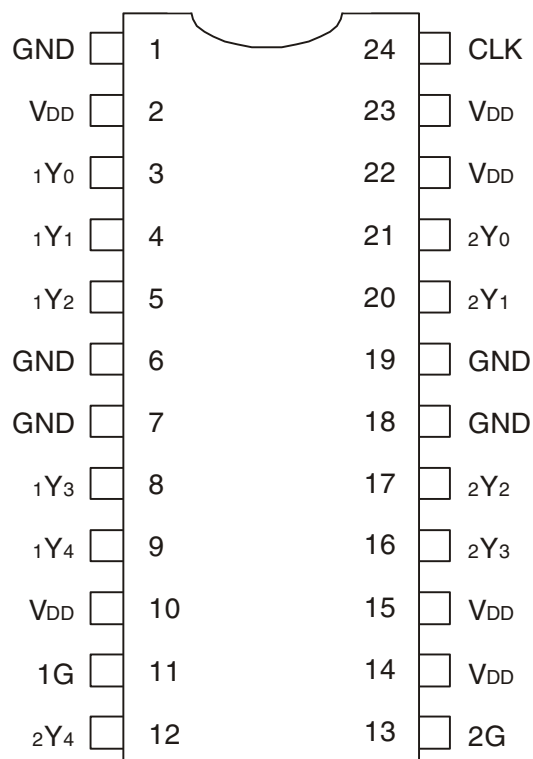 GND 1 24 CLK
VDD 2 23 VDD
1Y0 3 22 VDD
1Y1 4 21 2Y0
1Y2 5 20 2Y1
GND 6 19 GND
GND 7 18 GND
1Y3 8 17 2Y2
1Y4 9 16 2Y3
VDD 10 15 VDD
1G 11 14 VDD
2Y4 12 13 2G